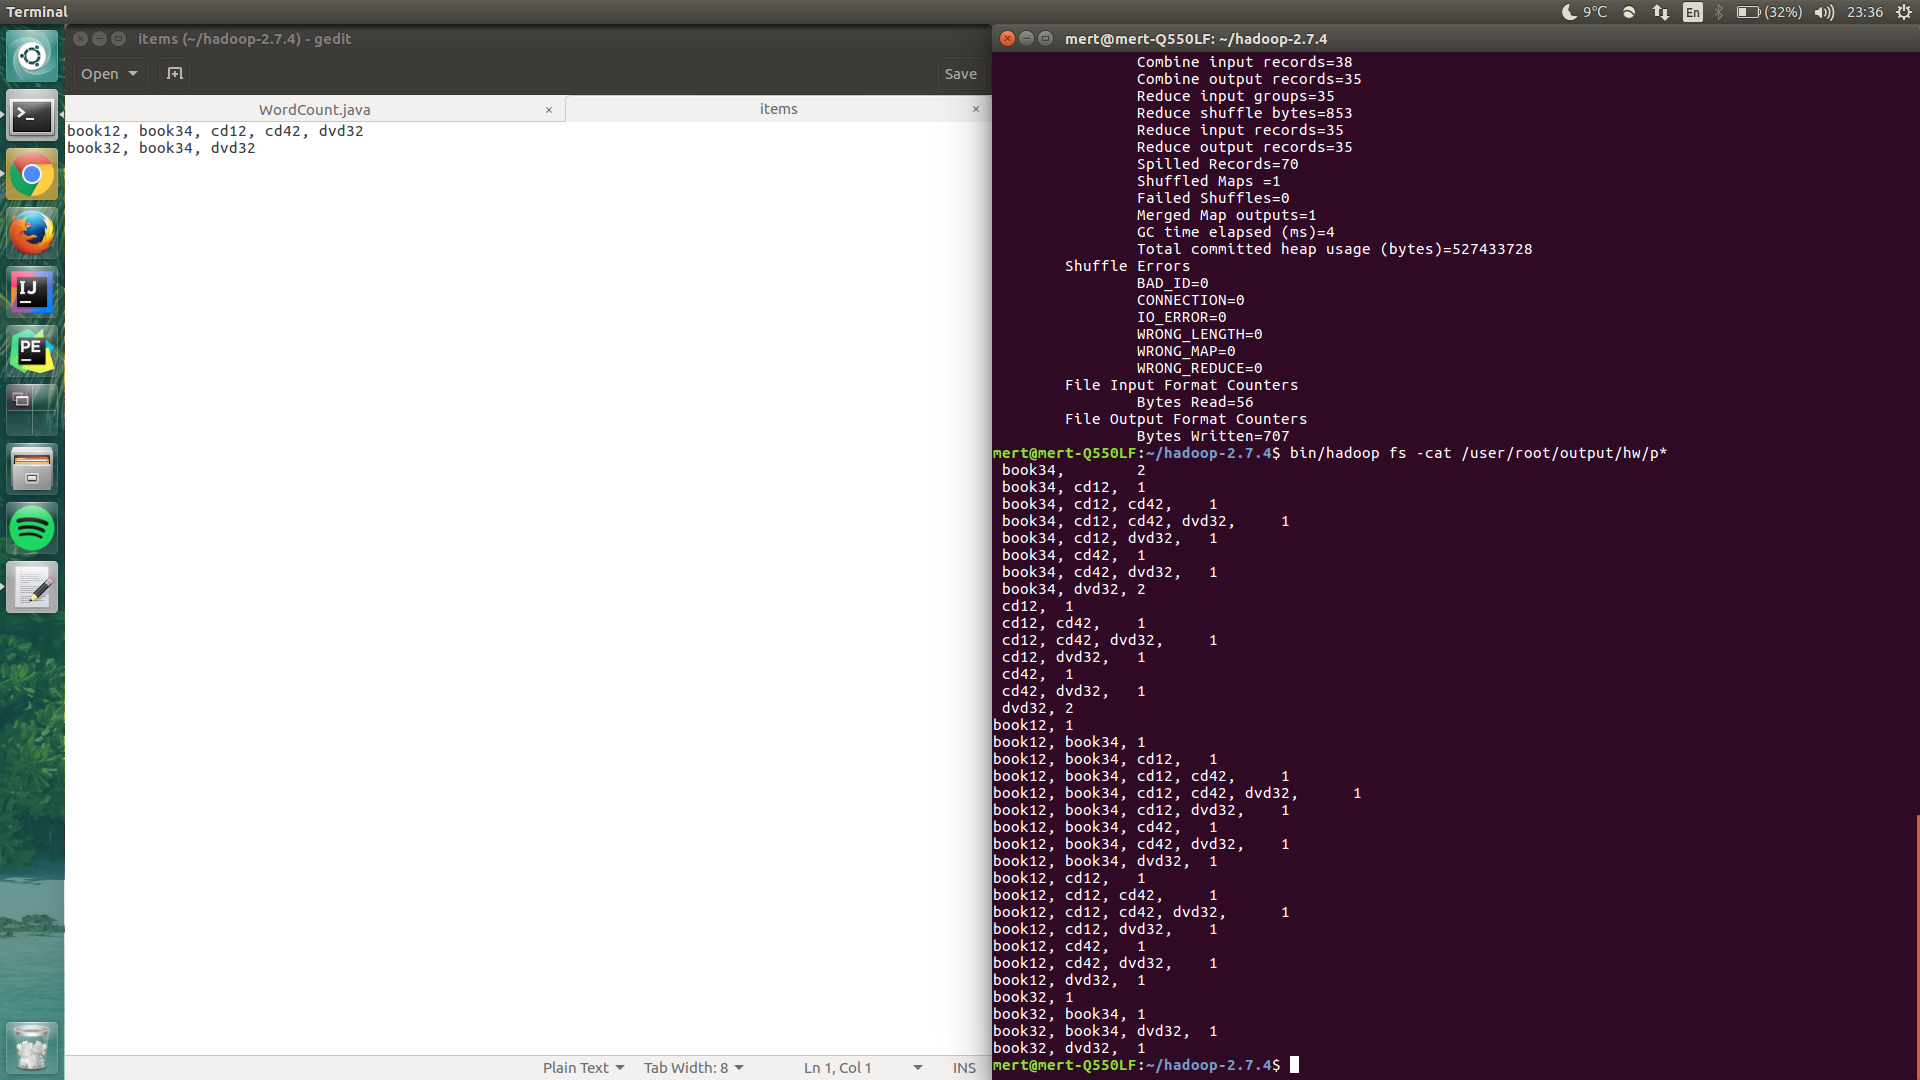 Terminal
9°C
En
(32%)
23:36
items (~/hadoop-2.7.4) - gedit
Open
Save
WordCount.java ×
items ×
book12, book34, cd12, cd42, dvd32
book32, book34, dvd32
IJ
PE
Plain Text
Tab Width: 8
Ln 1, Col 1
INS
mert@mert-Q550LF: ~/hadoop-2.7.4
Combine input records=38
Combine output records=35
Reduce input groups=35
Reduce shuffle bytes=853
Reduce input records=35
Reduce output records=35
Spilled Records=70
Shuffled Maps =1
Failed Shuffles=0
Merged Map outputs=1
GC time elapsed (ms)=4
Total committed heap usage (bytes)=527433728
Shuffle Errors
BAD_ID=0
CONNECTION=0
IO_ERROR=0
WRONG_LENGTH=0
WRONG_MAP=0
WRONG_REDUCE=0
File Input Format Counters
Bytes Read=56
File Output Format Counters
Bytes Written=707
mert@mert-Q550LF:~/hadoop-2.7.4$ bin/hadoop fs -cat /user/root/output/hw/p*
book34, 2
book34, cd12, 1
book34, cd12, cd42, 1
book34, cd12, cd42, dvd32, 1
book34, cd12, dvd32, 1
book34, cd42, 1
book34, cd42, dvd32, 1
book34, dvd32, 2
cd12, 1
cd12, cd42, 1
cd12, cd42, dvd32, 1
cd12, dvd32, 1
cd42, 1
cd42, dvd32, 1
dvd32, 2
book12, 1
book12, book34, 1
book12, book34, cd12, 1
book12, book34, cd12, cd42, 1
book12, book34, cd12, cd42, dvd32, 1
book12, book34, cd12, dvd32, 1
book12, book34, cd42, 1
book12, book34, cd42, dvd32, 1
book12, book34, dvd32, 1
book12, cd12, 1
book12, cd12, cd42, 1
book12, cd12, cd42, dvd32, 1
book12, cd12, dvd32, 1
book12, cd42, 1
book12, cd42, dvd32, 1
book12, dvd32, 1
book32, 1
book32, book34, 1
book32, book34, dvd32, 1
book32, dvd32, 1
mert@mert-Q550LF:~/hadoop-2.7.4$